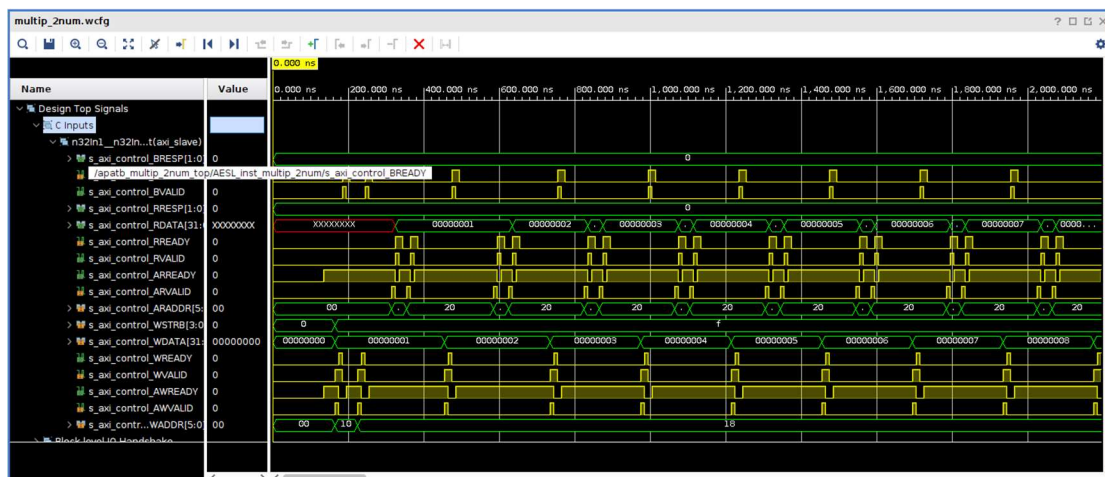 multip_2num.wcfg
0.000 ns
Name Value
0.000 ns 200.000 ns 400.000 ns 600.000 ns 800.000 ns 1,000.000 ns 1,200.000 ns 1,400.000 ns 1,600.000 ns 1,800.000 ns 2,000.000 ns
Design Top Signals
C Inputs
n32In1__n32In...t(axi_slave)
s_axi_control_BRESP[1:0 0 0
/apatb_multip_2num_top/AESL_inst_multip_2num/s_axi_control_BREADY
s_axi_control_BVALID 0
s_axi_control_RRESP[1:0 0 0
s_axi_control_RDATA[31:0 XXXXXXXX XXXXXXXX 00000001 00000002 . 00000003 . 00000004 . 00000005 . 00000006 . 00000007 . 0000...
s_axi_control_RREADY 0
s_axi_control_RVALID 0
s_axi_control_ARREADY 0
s_axi_control_ARVALID 0
s_axi_control_ARADDR[5: 00 00 . 20 . 20 . 20 . 20 . 20 . 20 . 20 . 20
s_axi_control_WSTRB[3:0 0 0 f
s_axi_control_WDATA[31: 00000000 00000000 00000001 00000002 00000003 00000004 00000005 00000006 00000007 00000008
s_axi_control_WREADY 0
s_axi_control_WVALID 0
s_axi_control_AWREADY 0
s_axi_control_AWVALID 0
s_axi_contr...WADDR[5:0] 00 00 10 18
Block-level IO Handshake